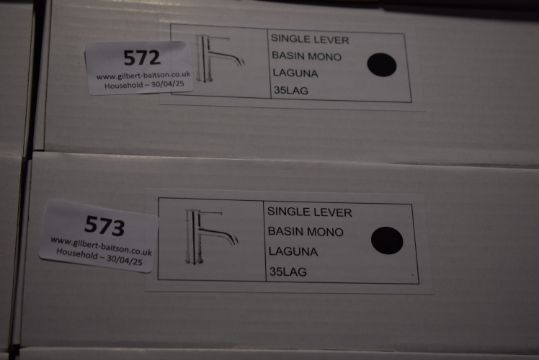 572
www.gilbert-baitson.co.uk
Household – 30/04/25
SINGLE LEVER
BASIN MONO
LAGUNA
35LAG
573
www.gilbert-baitson.co.uk
Household – 30/04/25
SINGLE LEVER
BASIN MONO
LAGUNA
35LAG